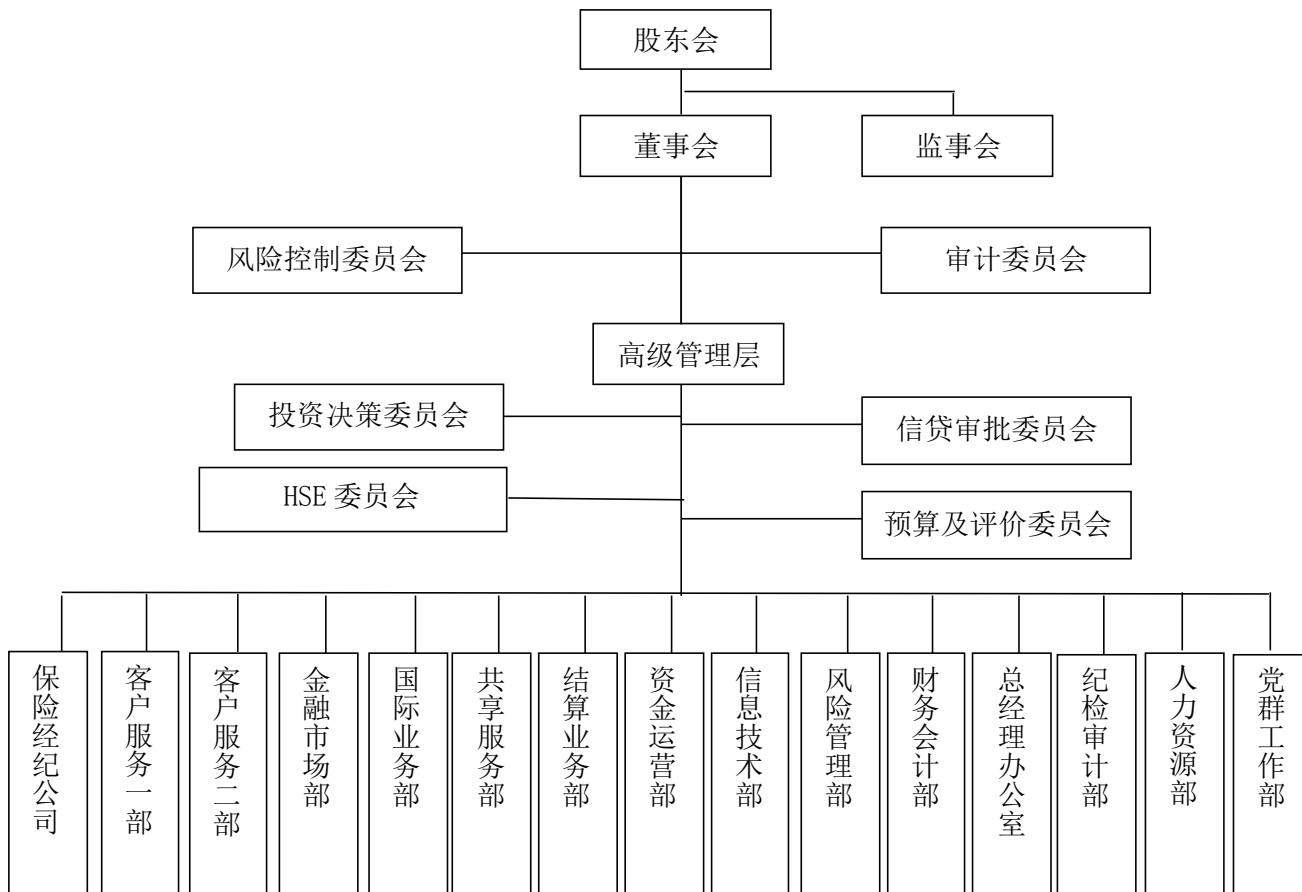 股东会
董事会
监事会
风险控制委员会
审计委员会
高级管理层
投资决策委员会
信贷审批委员会
HSE 委员会
预算及评价委员会
保险经纪公司
客户服务一部
客户服务二部
金融市场部
国际业务部
共享服务部
结算业务部
资金运营部
信息技术部
风险管理部
财务会计部
总经理办公室
纪检审计部
人力资源部
党群工作部